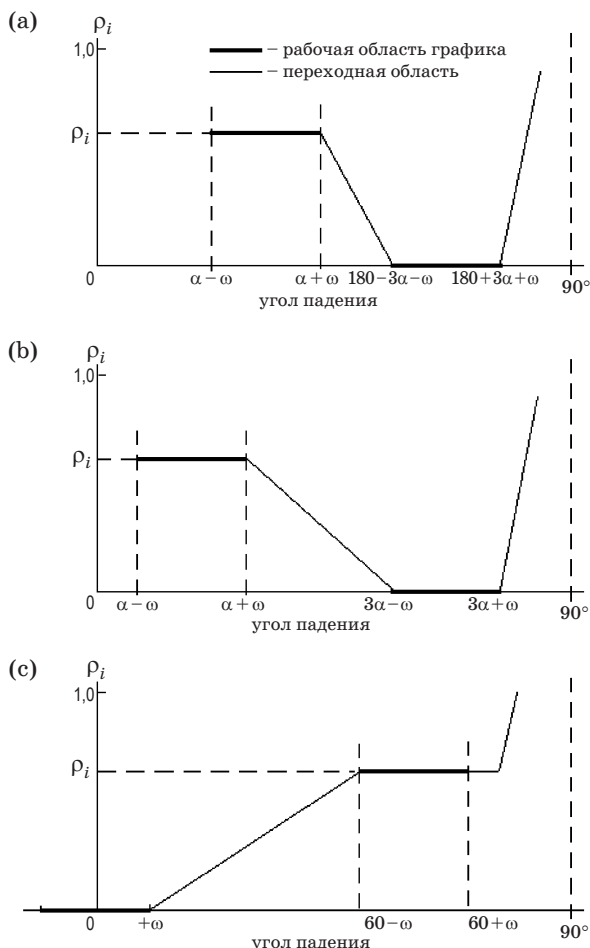 (a)
ρi
1,0
– рабочая область графика
– переходная область
ρi
0
α–ω
α+ω
180–3α–ω
180+3α+ω
90°
угол падения
(b)
ρi
1,0
ρi
0
α–ω
α+ω
3α–ω
3α+ω
90°
угол падения
(c)
ρi
1,0
ρi
0
+ω
60–ω
60+ω
90°
угол падения